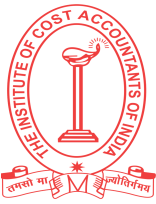 THE INSTITUTE OF COST ACCOUNTANTS OF INDIA
तमसो मा ज्योतिर्गमय